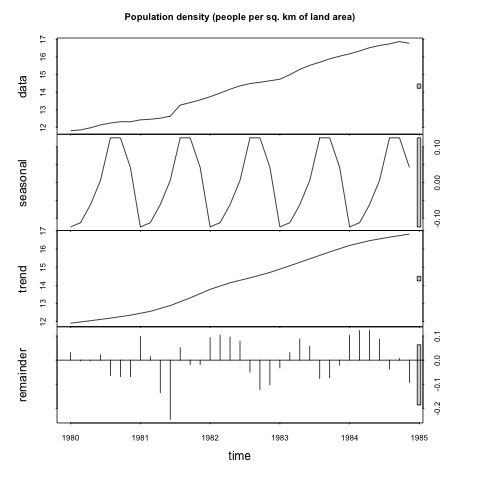 Population density (people per sq. km of land area)
data
12 13 14 15 16 17
seasonal
-0.10 0.00 0.10
trend
12 13 14 15 16 17
remainder
-0.2 -0.1 0.0 0.1
1980 1981 1982 1983 1984 1985
time